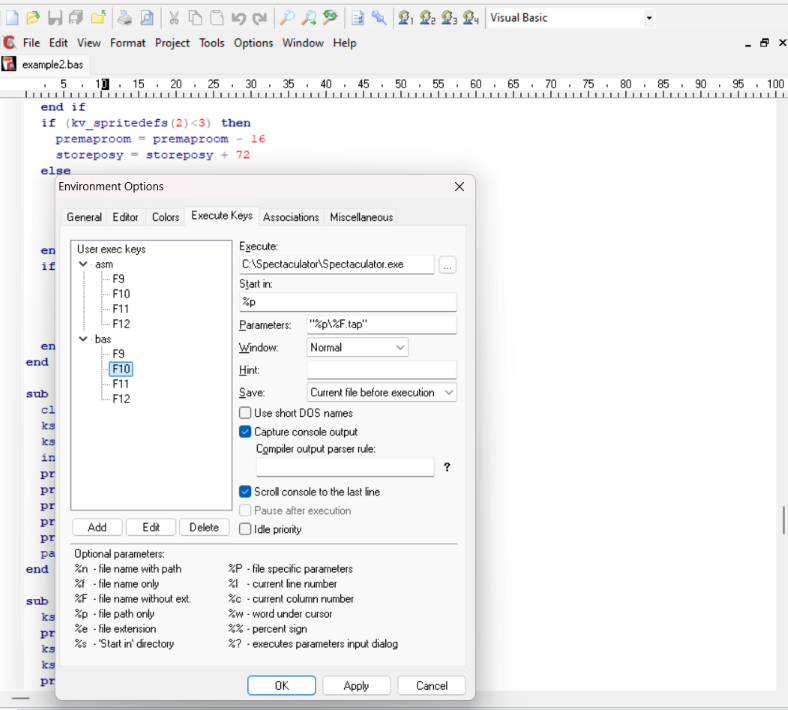 1 2 3 4 Visual Basic
File Edit View Format Project Tools Options Window Help
example2.bas
5 10 15 20 25 30 35 40 45 50 55 60 65 70 75 80 85 90 95 100
end if
if (kv_spritedefs(2)<3) then
premaproom = premaproom - 16
storeposy = storeposy + 72
else
Environment Options
General Editor Colors Execute Keys Associations Miscellaneous
User exec keys
asm
F9
F10
F11
F12
bas
F9
F10
F11
F12
Add Edit Delete
Execute:
C:\Spectaculator\Spectaculator.exe
...
Start in:
%p
Parameters: "%p\%F.tap"
Window: Normal
Hint:
Save: Current file before execution
Use short DOS names
Capture console output
Compiler output parser rule:
?
Scroll console to the last line
Pause after execution
Idle priority
Optional parameters:
%n - file name with path
%f - file name only
%F - file name without ext.
%p - file path only
%e - file extension
%s - 'Start in' directory
%P - file specific parameters
%l - current line number
%c - current column number
%w - word under cursor
%% - percent sign
%? - executes parameters input dialog
OK Apply Cancel
en
if
en
end
sub
cl
ks
ks
in
pr
pr
pr
pr
pr
pa
end
sub
ks
pr
ks
ks
pr